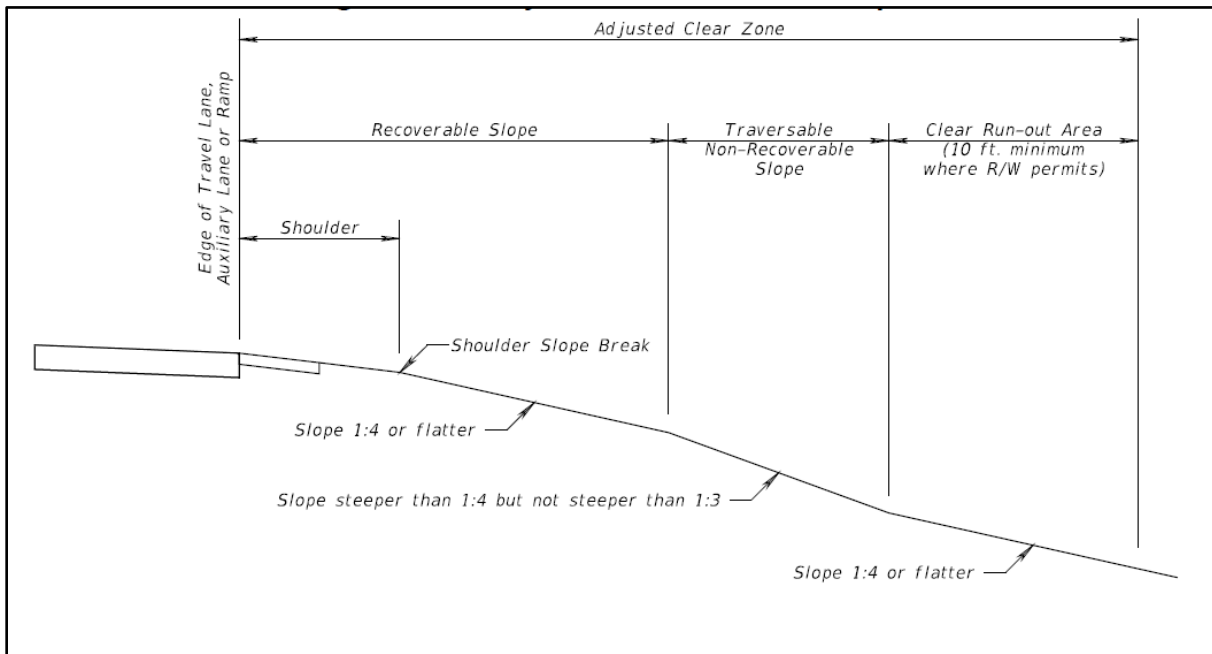 Adjusted Clear Zone
Edge of Travel Lane,
Auxiliary Lane or Ramp
Recoverable Slope
Traversable
Non-Recoverable
Slope
Clear Run-out Area
(10 ft. minimum
where R/W permits)
Shoulder
Shoulder Slope Break
Slope 1:4 or flatter
Slope steeper than 1:4 but not steeper than 1:3
Slope 1:4 or flatter